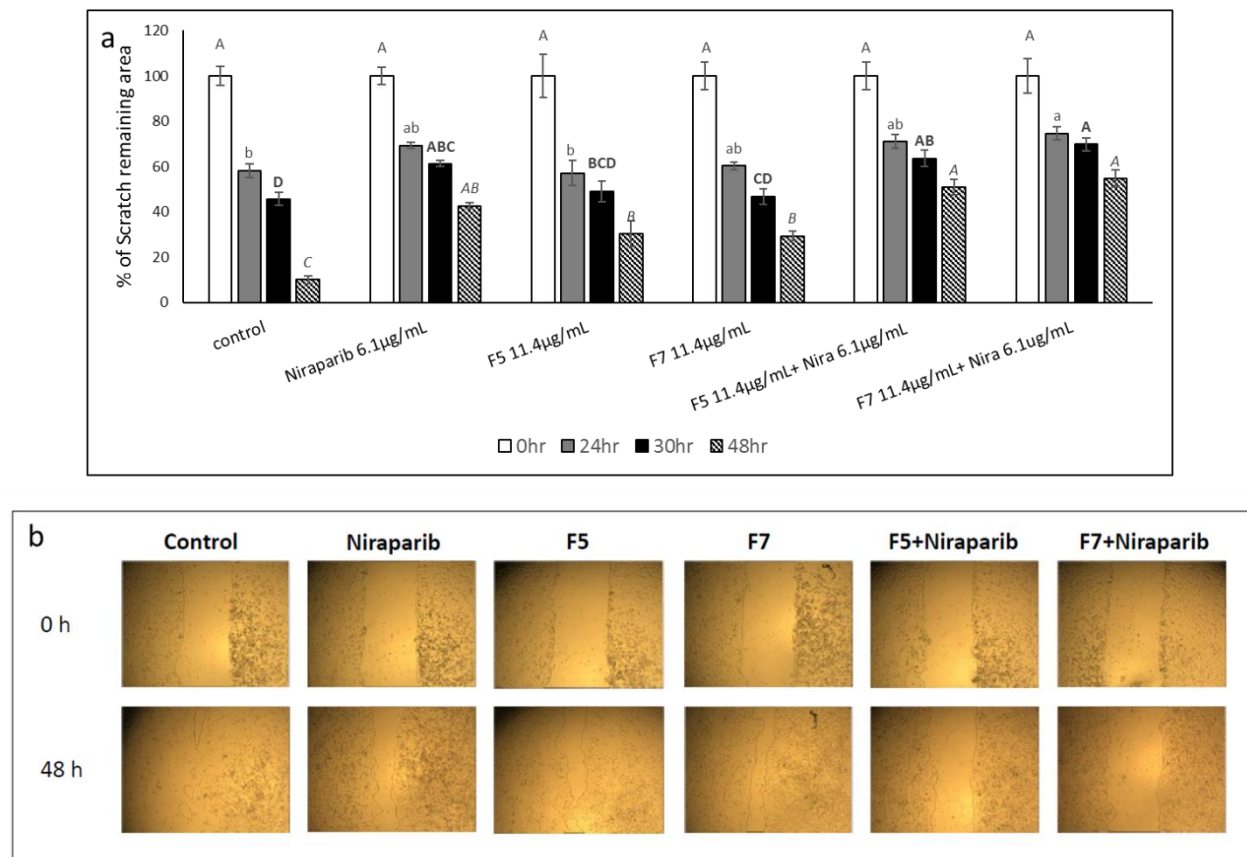 a
% of Scratch remaining area
120
100
80
60
40
20
0
A
b
D
C
A
ab
ABC
AB
A
b
BCD
B
A
ab
CD
B
A
ab
AB
A
A
a
A
A
control
Niraparib 6.1µg/mL
F5 11.4µg/mL
F7 11.4µg/mL
F5 11.4µg/mL+ Nira 6.1µg/mL
F7 11.4µg/mL+ Nira 6.1ug/mL
0hr 24hr 30hr 48hr
b
Control Niraparib F5 F7 F5+Niraparib F7+Niraparib
0 h
48 h